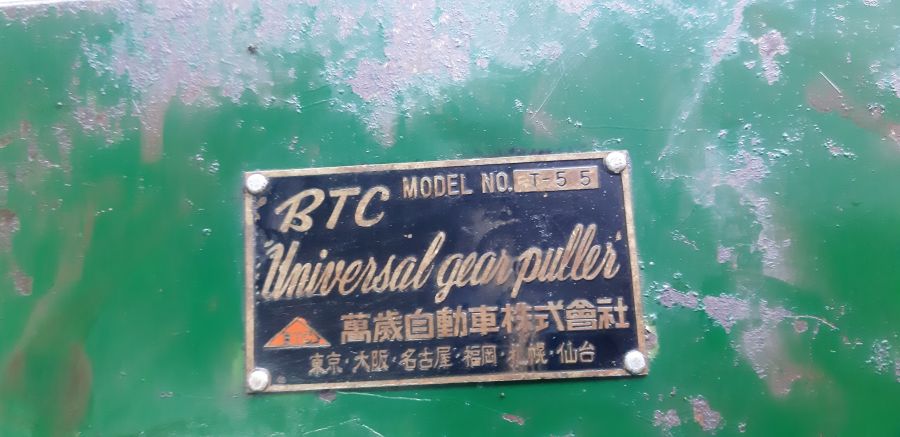 BTC MODEL NO. T-55
"Universal gear puller"
萬歳自動車株式會社
東京・大阪・名古屋・福岡・札幌・仙台